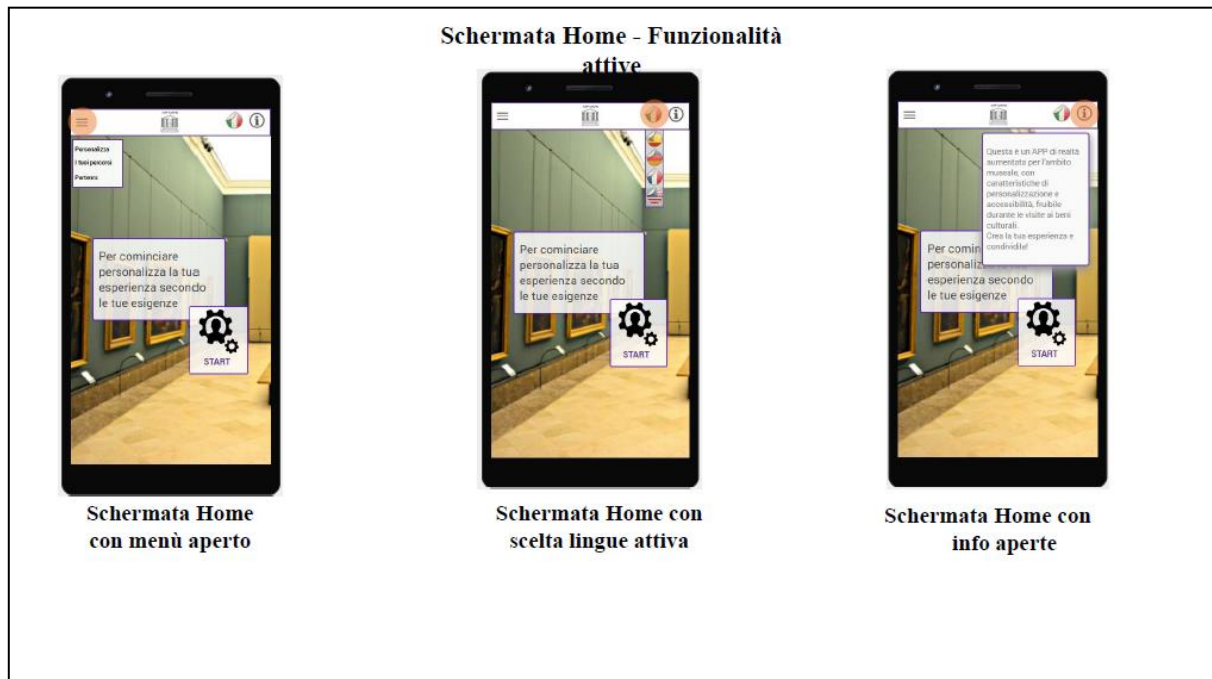 Schermata Home - Funzionalità
attive
Personalizza
I tuoi percorsi
Partners
Per cominciare
personalizza la tua
esperienza secondo
le tue esigenze
START
Schermata Home
con menù aperto
Per cominciare
personalizza la tua
esperienza secondo
le tue esigenze
START
Schermata Home con
scelta lingue attiva
Questa è un APP di realtà
aumentata per l'ambito
museale, con
caratteristiche di
personalizzazione e
accessibilità, fruibile
durante le visite ai beni
culturali.
Crea la tua esperienza e
condividile!
Per comin
personaliz
esperienza secondo
le tue esigenze
START
Schermata Home con
info aperte